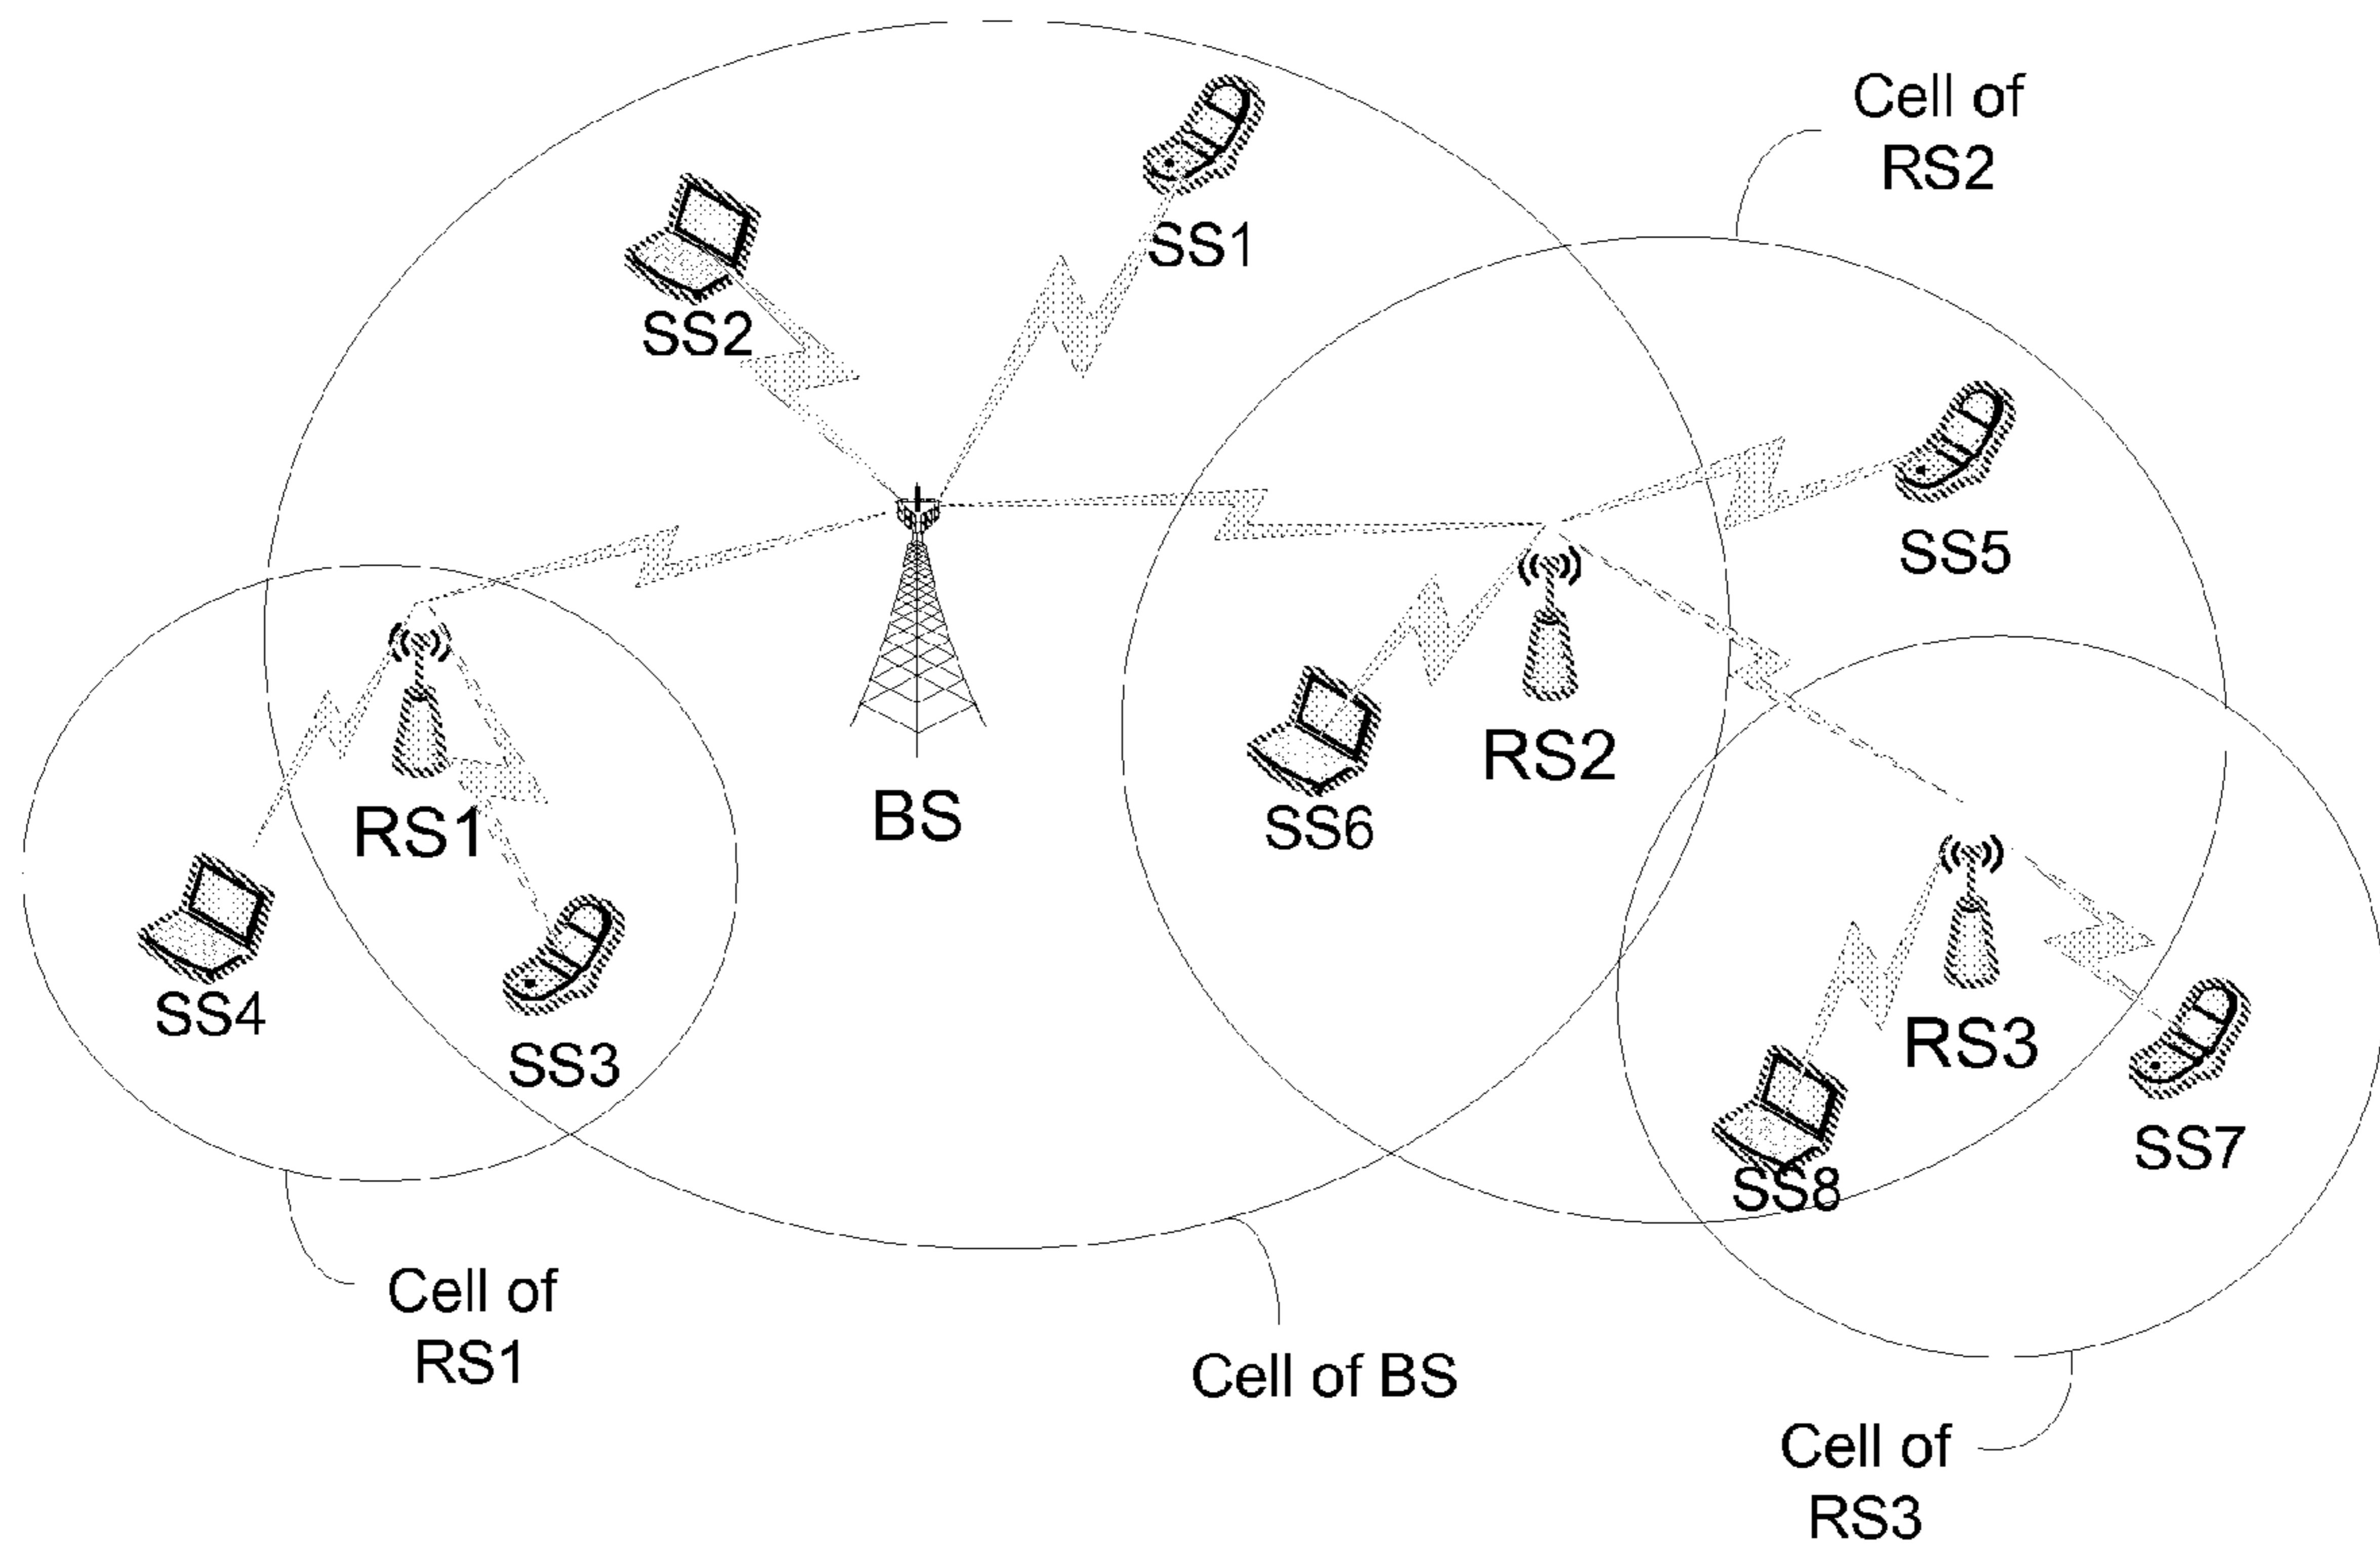 Cell of
RS2
SS1
SS2
SS5
RS1
BS
RS2
SS6
SS4
SS3
RS3
SS7
SS8
Cell of
RS1
Cell of BS
Cell of
RS3